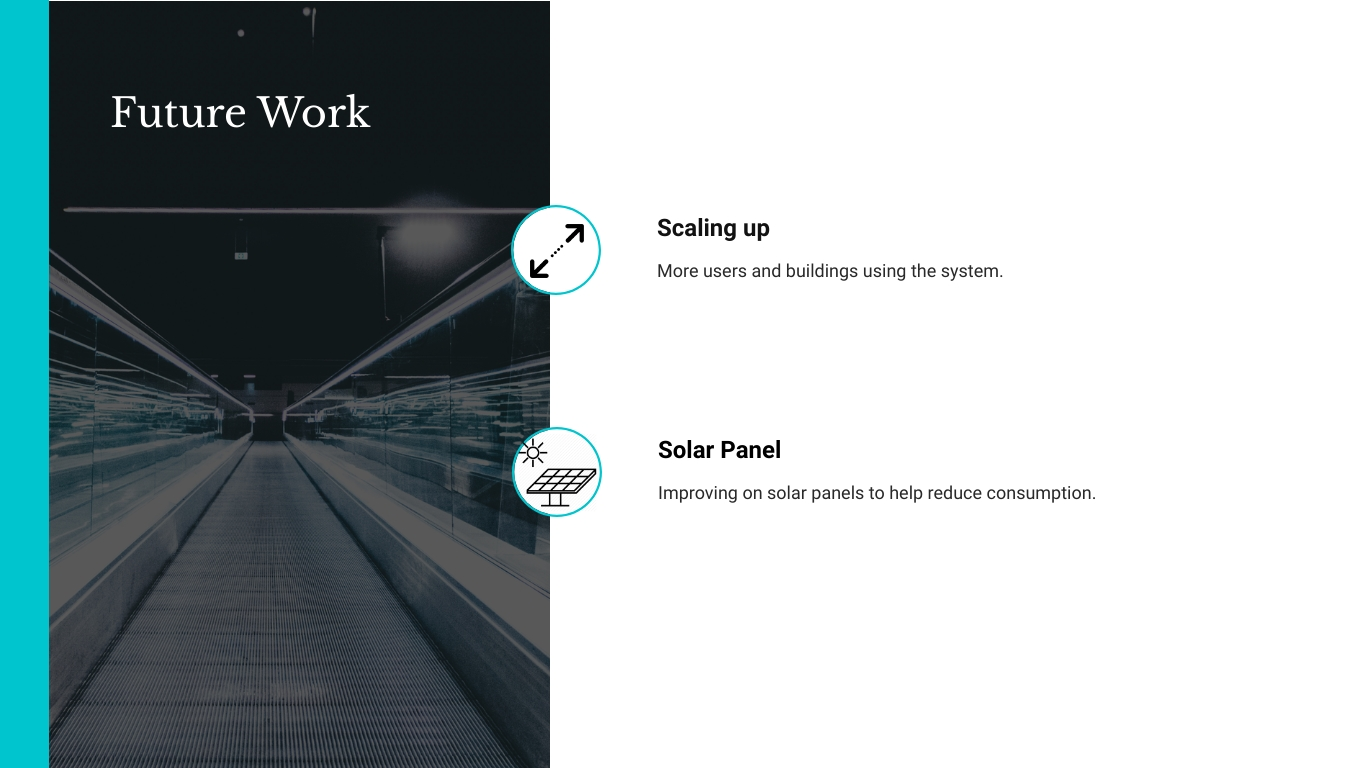 Future Work
Scaling up
More users and buildings using the system.
Solar Panel
Improving on solar panels to help reduce consumption.